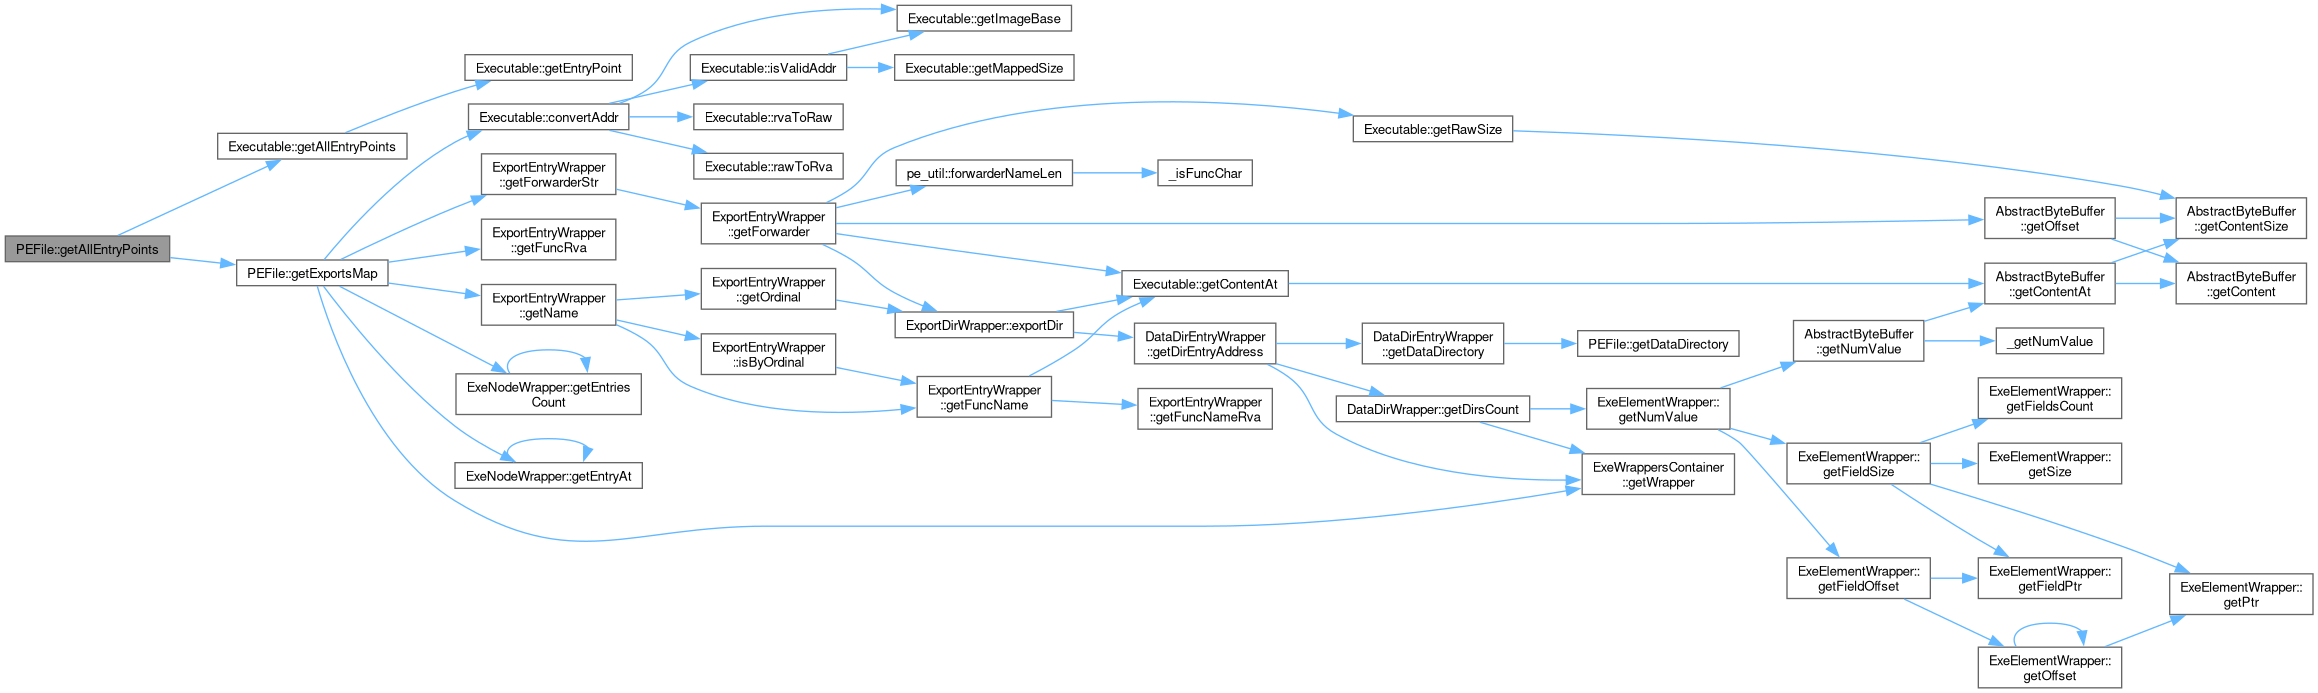 PEFile::getAllEntryPoints
Executable::getAllEntryPoints
PEFile::getExportsMap
Executable::getEntryPoint
Executable::convertAddr
ExportEntryWrapper
::getForwarderStr
ExportEntryWrapper
::getFuncRva
ExportEntryWrapper
::getName
ExeNodeWrapper::getEntries
Count
ExeNodeWrapper::getEntryAt
Executable::isValidAddr
Executable::rvaToRaw
Executable::rawToRva
ExportEntryWrapper
::getForwarder
ExportEntryWrapper
::getOrdinal
ExportEntryWrapper
::isByOrdinal
Executable::getImageBase
Executable::getMappedSize
pe_util::forwarderNameLen
ExportDirWrapper::exportDir
ExportEntryWrapper
::getFuncName
_isFuncChar
Executable::getContentAt
DataDirEntryWrapper
::getDirEntryAddress
ExportEntryWrapper
::getFuncNameRva
Executable::getRawSize
DataDirEntryWrapper
::getDataDirectory
DataDirWrapper::getDirsCount
PEFile::getDataDirectory
ExeElementWrapper::
getNumValue
ExeWrappersContainer
::getWrapper
AbstractByteBuffer
::getNumValue
ExeElementWrapper::
getFieldSize
ExeElementWrapper::
getFieldOffset
AbstractByteBuffer
::getOffset
AbstractByteBuffer
::getContentAt
_getNumValue
ExeElementWrapper::
getFieldsCount
ExeElementWrapper::
getSize
ExeElementWrapper::
getFieldPtr
ExeElementWrapper::
getOffset
AbstractByteBuffer
::getContentSize
AbstractByteBuffer
::getContent
ExeElementWrapper::
getPtr